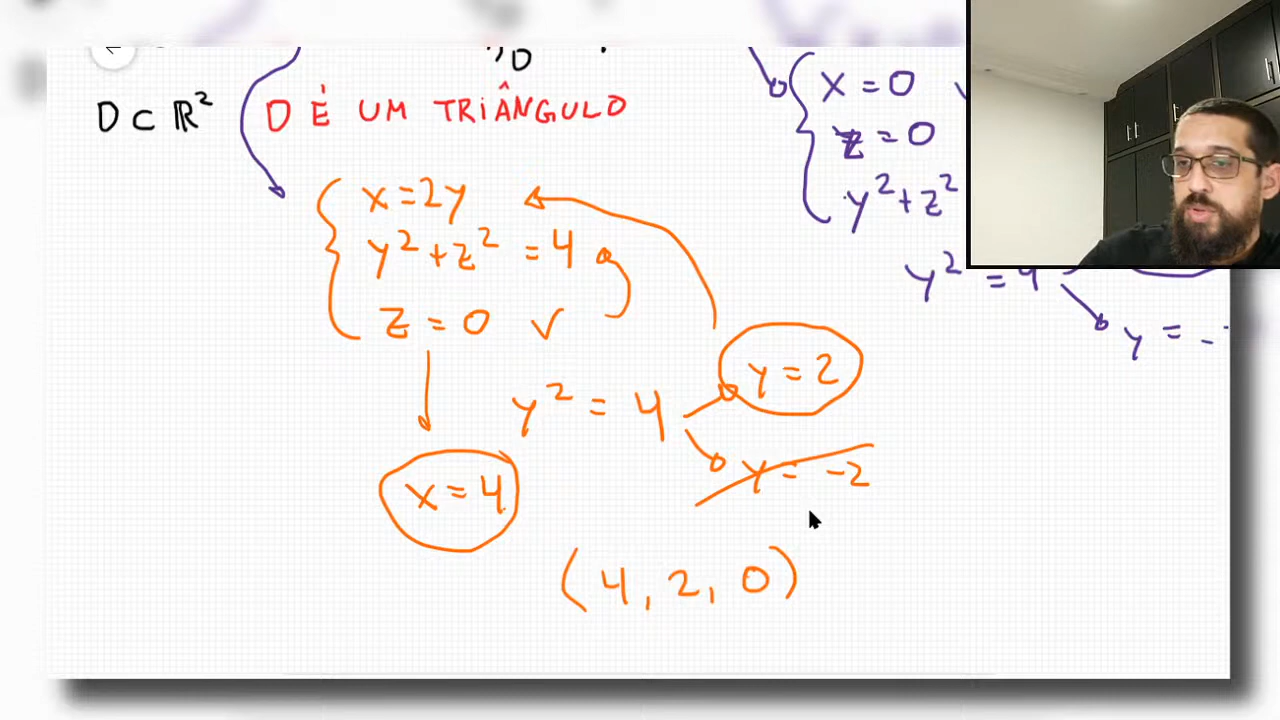 D
D ⊂ ℝ² D É UM TRIÂNGULO
x = 2y
y² + z² = 4
z = 0 ✓
y² = 4
y = 2
y = -2
x = 4
(4, 2, 0)
x = 0
z = 0
y² + z²
y² = 4
y = -